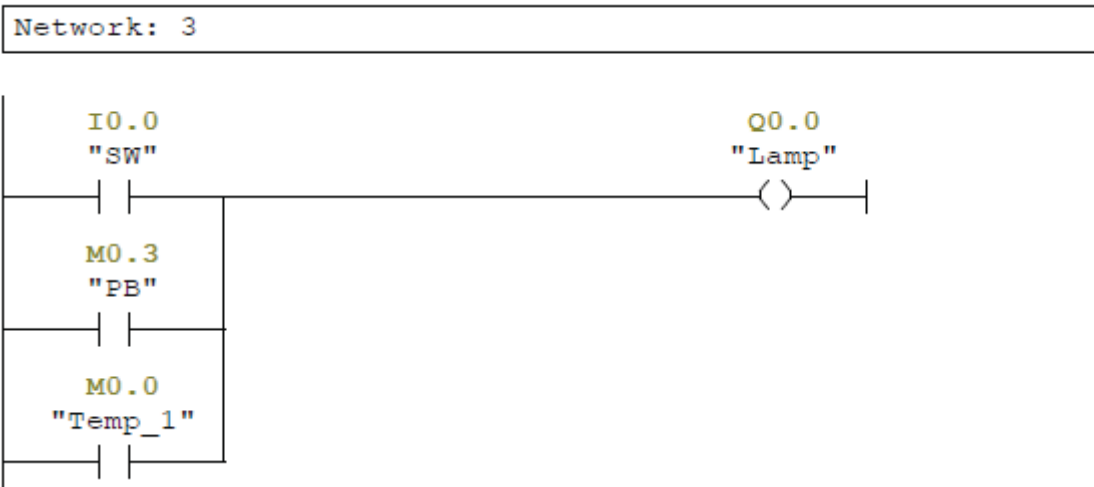 Network: 3
I0.0 Q0.0
"SW" "Lamp"
M0.3
"PB"
M0.0
"Temp_1"